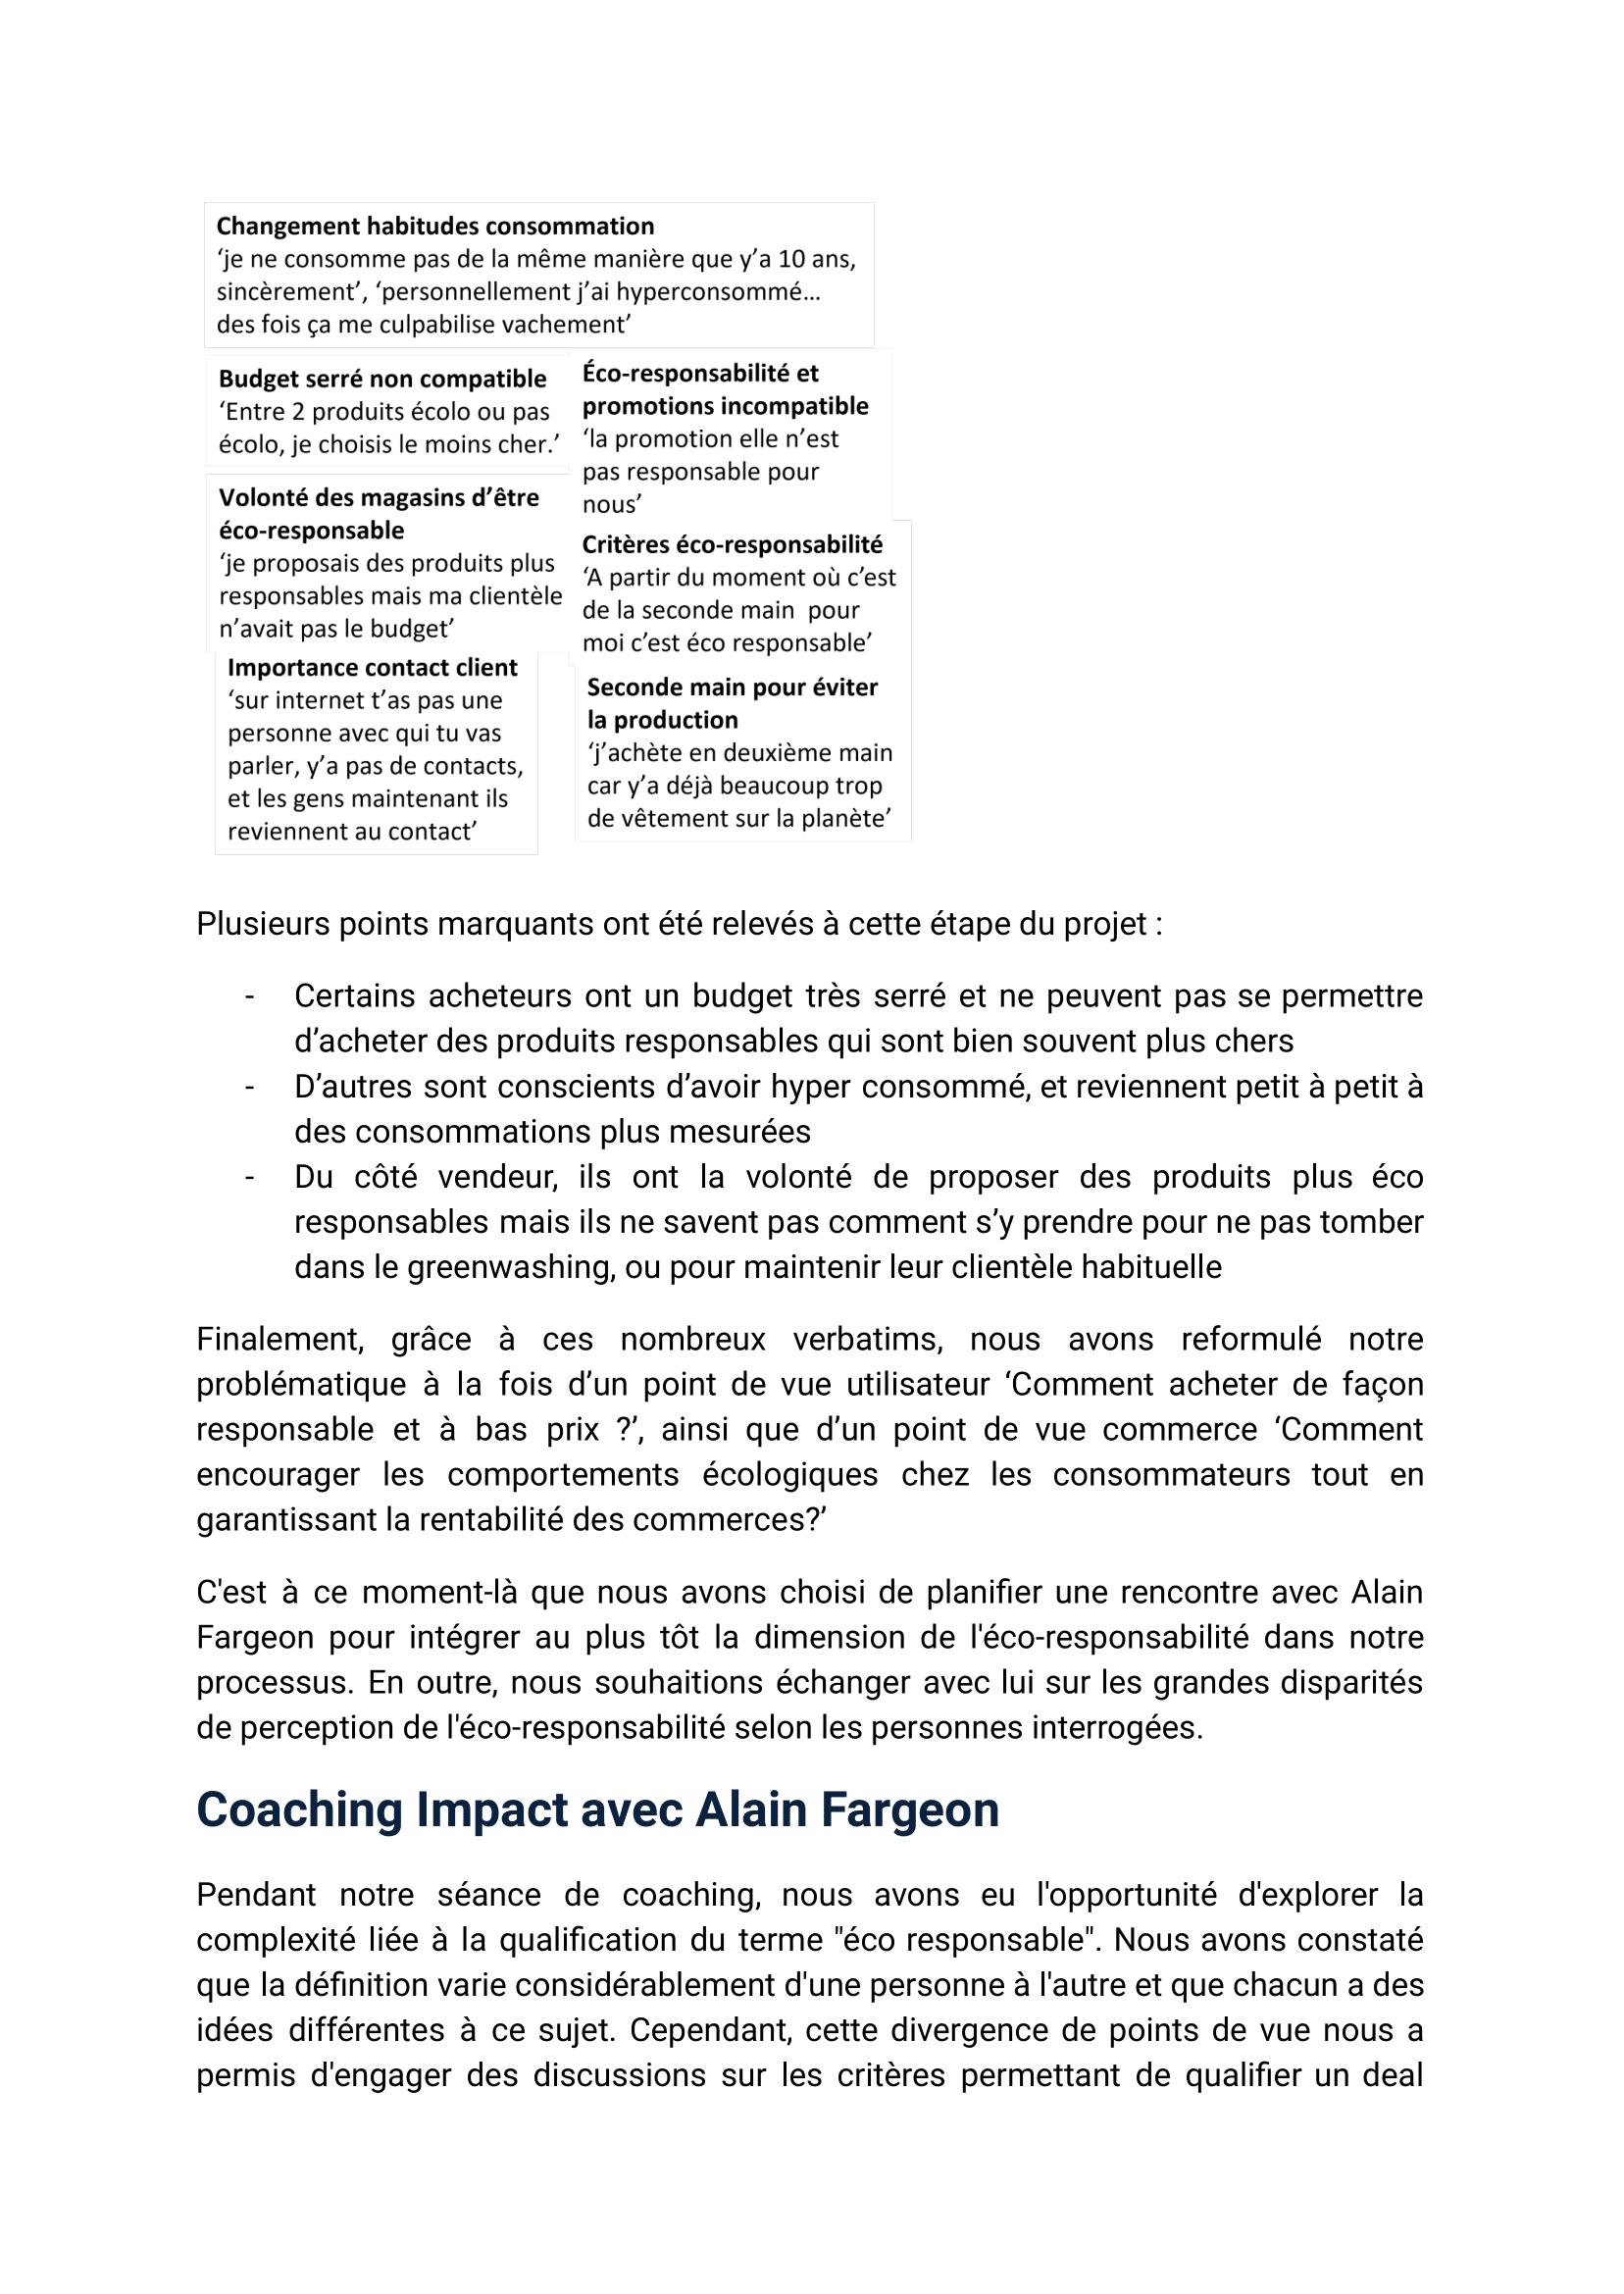 Changement habitudes consommation
‘je ne consomme pas de la même manière que y’a 10 ans,
sincèrement’, ‘personnellement j’ai hyperconsommé…
des fois ça me culpabilise vachement’
Budget serré non compatible
‘Entre 2 produits écolo ou pas
écolo, je choisis le moins cher.’
Volonté des magasins d’être
éco-responsable
‘je proposais des produits plus
responsables mais ma clientèle
n’avait pas le budget’
Importance contact client
‘sur internet t’as pas une
personne avec qui tu vas
parler, y’a pas de contacts,
et les gens maintenant ils
reviennent au contact’
Éco-responsabilité et
promotions incompatible
‘la promotion elle n’est
pas responsable pour
nous’
Critères éco-responsabilité
‘A partir du moment où c’est
de la seconde main  pour
moi c’est éco responsable’
Seconde main pour éviter
la production
‘j’achète en deuxième main
car y’a déjà beaucoup trop
de vêtement sur la planète’
Plusieurs points marquants ont été relevés à cette étape du projet :
- Certains acheteurs ont un budget très serré et ne peuvent pas se permettre
d’acheter des produits responsables qui sont bien souvent plus chers
- D’autres sont conscients d’avoir hyper consommé, et reviennent petit à petit à
des consommations plus mesurées
- Du côté vendeur, ils ont la volonté de proposer des produits plus éco
responsables mais ils ne savent pas comment s’y prendre pour ne pas tomber
dans le greenwashing, ou pour maintenir leur clientèle habituelle
Finalement, grâce à ces nombreux verbatims, nous avons reformulé notre
problématique à la fois d’un point de vue utilisateur ‘Comment acheter de façon
responsable et à bas prix ?’, ainsi que d’un point de vue commerce ‘Comment
encourager les comportements écologiques chez les consommateurs tout en
garantissant la rentabilité des commerces?’
C'est à ce moment-là que nous avons choisi de planifier une rencontre avec Alain
Fargeon pour intégrer au plus tôt la dimension de l'éco-responsabilité dans notre
processus. En outre, nous souhaitions échanger avec lui sur les grandes disparités
de perception de l'éco-responsabilité selon les personnes interrogées.
Coaching Impact avec Alain Fargeon
Pendant notre séance de coaching, nous avons eu l'opportunité d'explorer la
complexité liée à la qualification du terme "éco responsable". Nous avons constaté
que la définition varie considérablement d'une personne à l'autre et que chacun a des
idées différentes à ce sujet. Cependant, cette divergence de points de vue nous a
permis d'engager des discussions sur les critères permettant de qualifier un deal